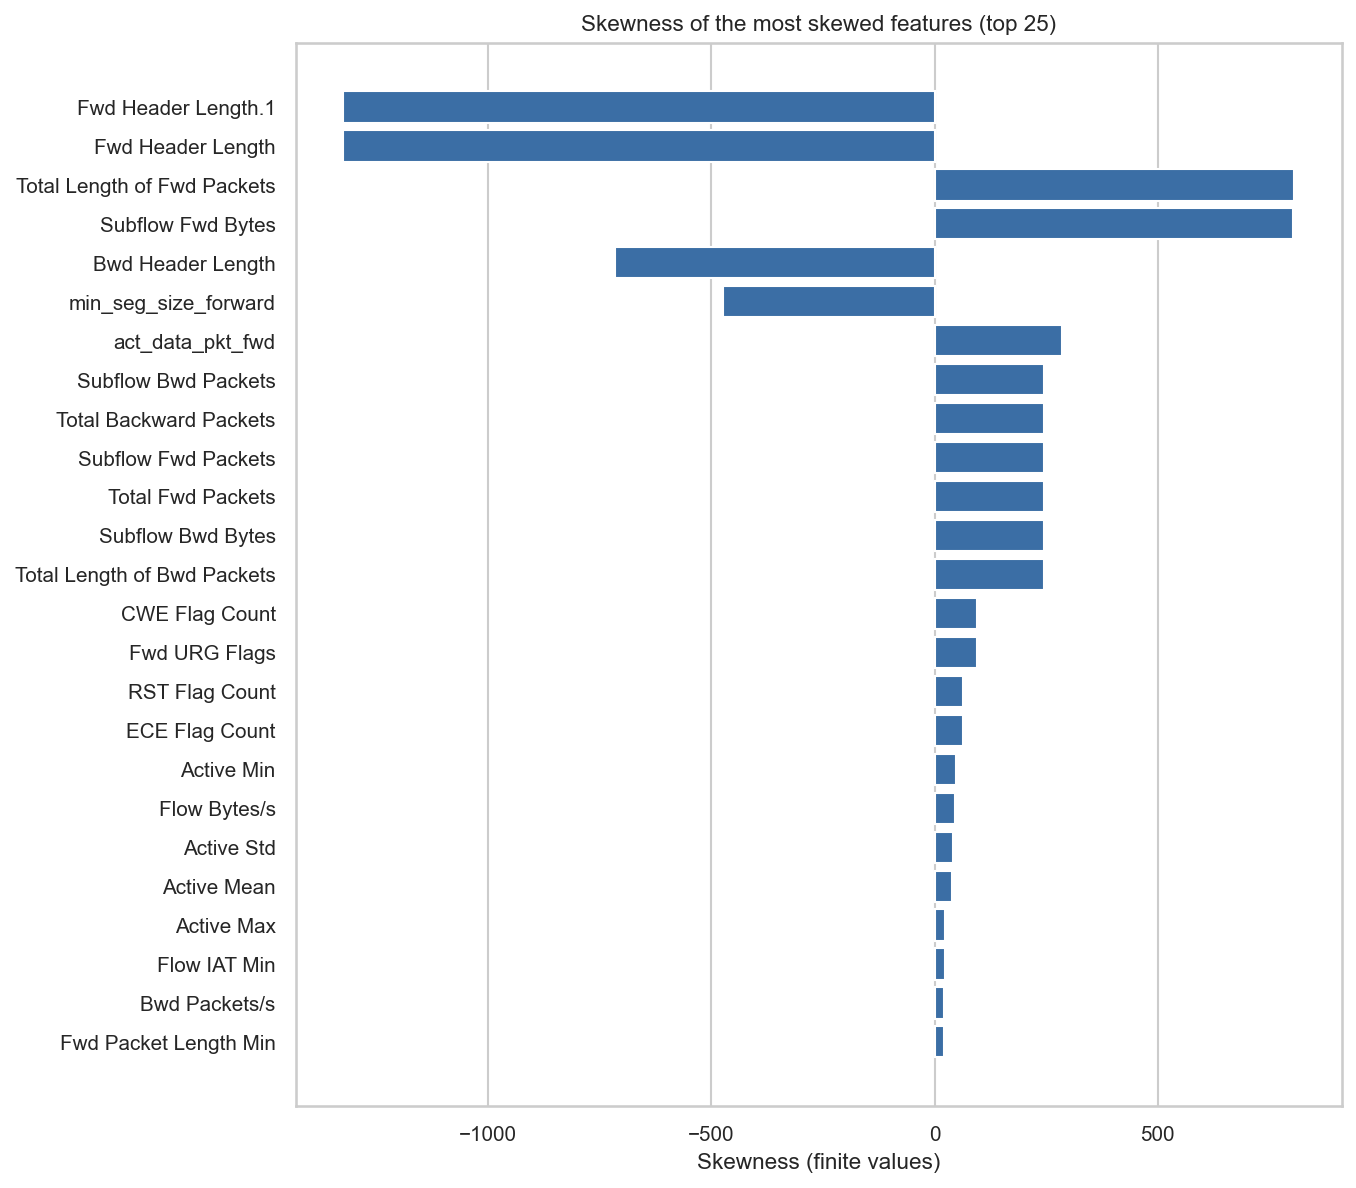 Skewness of the most skewed features (top 25)
Fwd Header Length.1
Fwd Header Length
Total Length of Fwd Packets
Subflow Fwd Bytes
Bwd Header Length
min_seg_size_forward
act_data_pkt_fwd
Subflow Bwd Packets
Total Backward Packets
Subflow Fwd Packets
Total Fwd Packets
Subflow Bwd Bytes
Total Length of Bwd Packets
CWE Flag Count
Fwd URG Flags
RST Flag Count
ECE Flag Count
Active Min
Flow Bytes/s
Active Std
Active Mean
Active Max
Flow IAT Min
Bwd Packets/s
Fwd Packet Length Min
−1000 −500 0 500
Skewness (finite values)